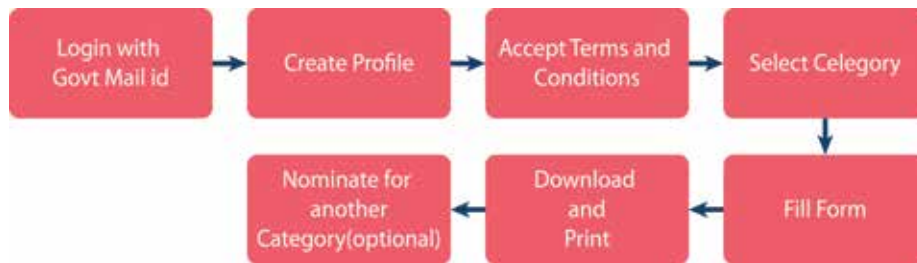 Login with
Govt Mail id
Create Profile
Accept Terms and
Conditions
Select Celegory
Fill Form
Download
and
Print
Nominate for
another
Category(optional)